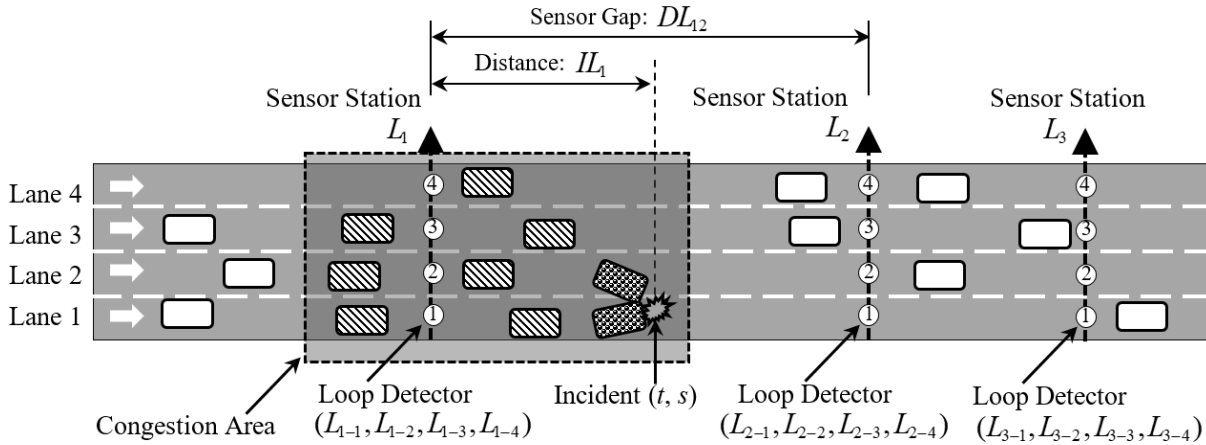 Sensor Gap: DL₁₂
Distance: IL₁
Sensor Station
L₁
Sensor Station
L₂
Sensor Station
L₃
Lane 4
4
4
4
Lane 3
3
3
3
Lane 2
2
2
2
Lane 1
1
1
1
Congestion Area
Loop Detector
(L₁₋₁, L₁₋₂, L₁₋₃, L₁₋₄)
Incident (t, s)
Loop Detector
(L₂₋₁, L₂₋₂, L₂₋₃, L₂₋₄)
Loop Detector
(L₃₋₁, L₃₋₂, L₃₋₃, L₃₋₄)